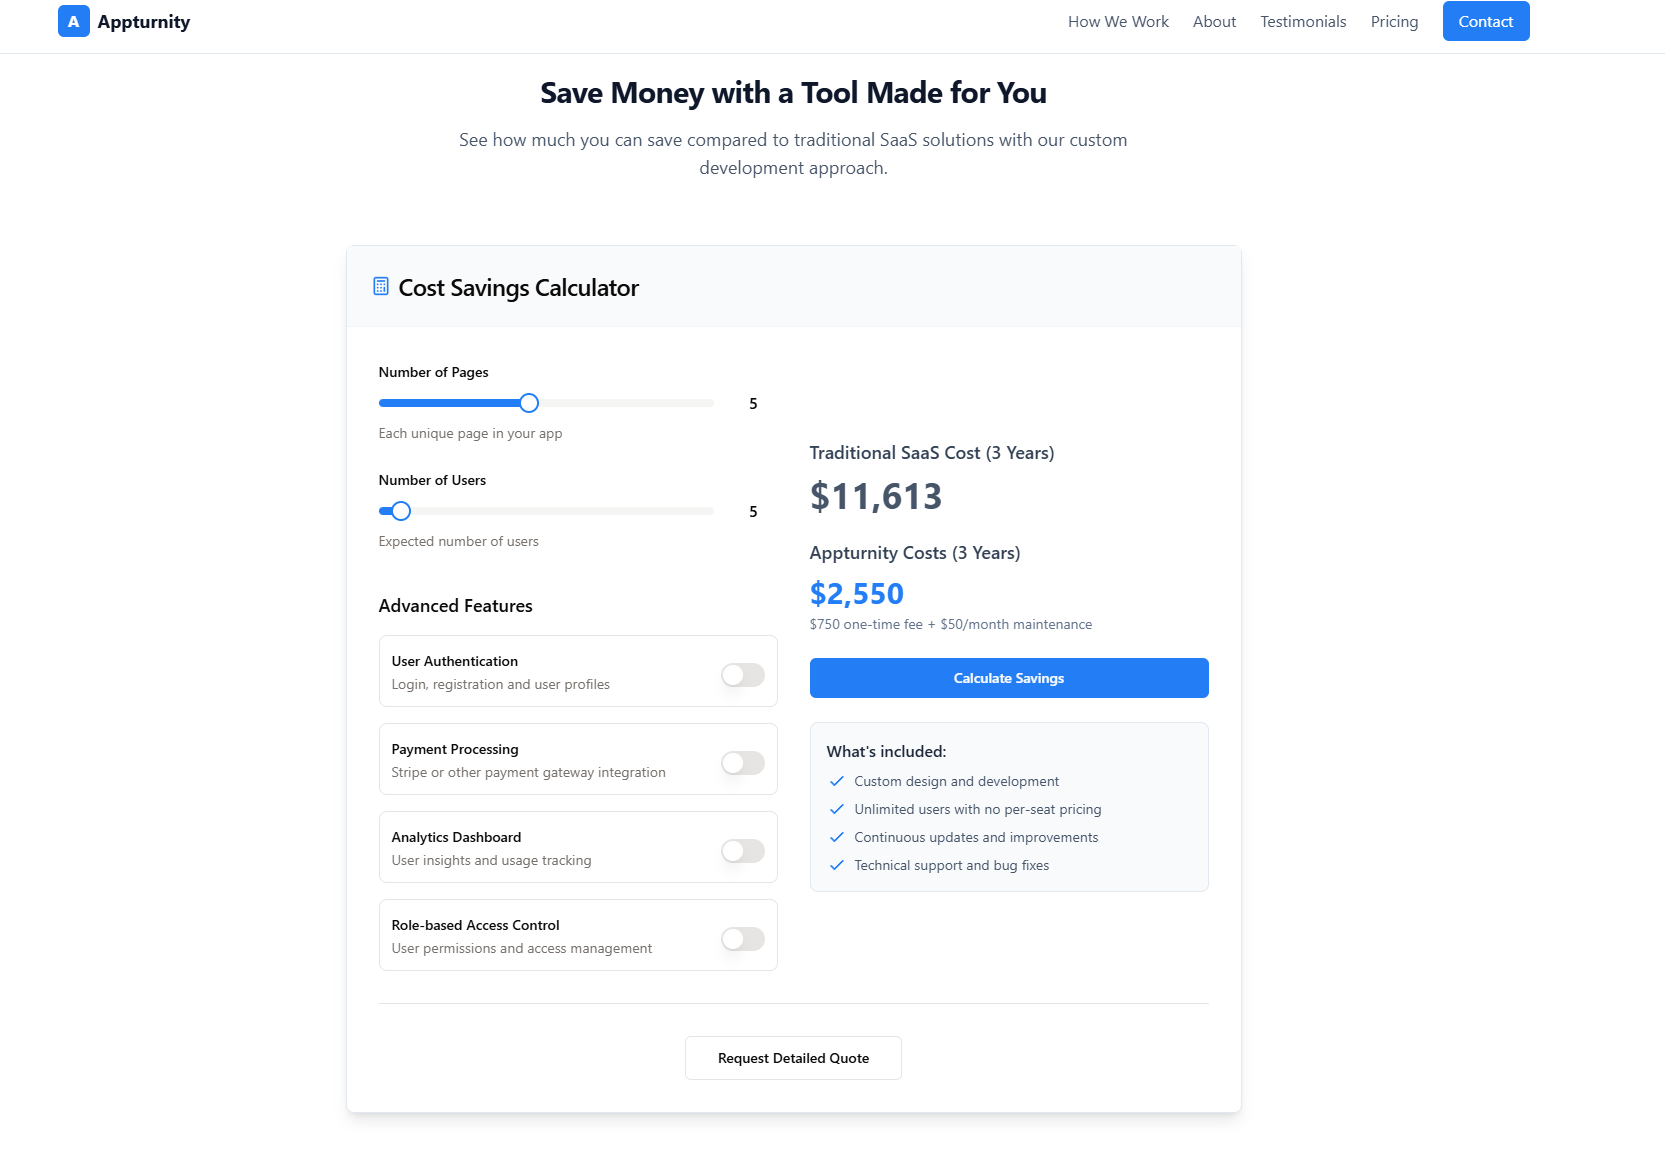 A Appturnity
How We Work
About
Testimonials
Pricing
Contact
Save Money with a Tool Made for You
See how much you can save compared to traditional SaaS solutions with our custom
development approach.
Cost Savings Calculator
Number of Pages
5
Each unique page in your app
Number of Users
5
Expected number of users
Advanced Features
User Authentication
Login, registration and user profiles
Payment Processing
Stripe or other payment gateway integration
Analytics Dashboard
User insights and usage tracking
Role-based Access Control
User permissions and access management
Traditional SaaS Cost (3 Years)
$11,613
Appturnity Costs (3 Years)
$2,550
$750 one-time fee + $50/month maintenance
Calculate Savings
What's included:
Custom design and development
Unlimited users with no per-seat pricing
Continuous updates and improvements
Technical support and bug fixes
Request Detailed Quote